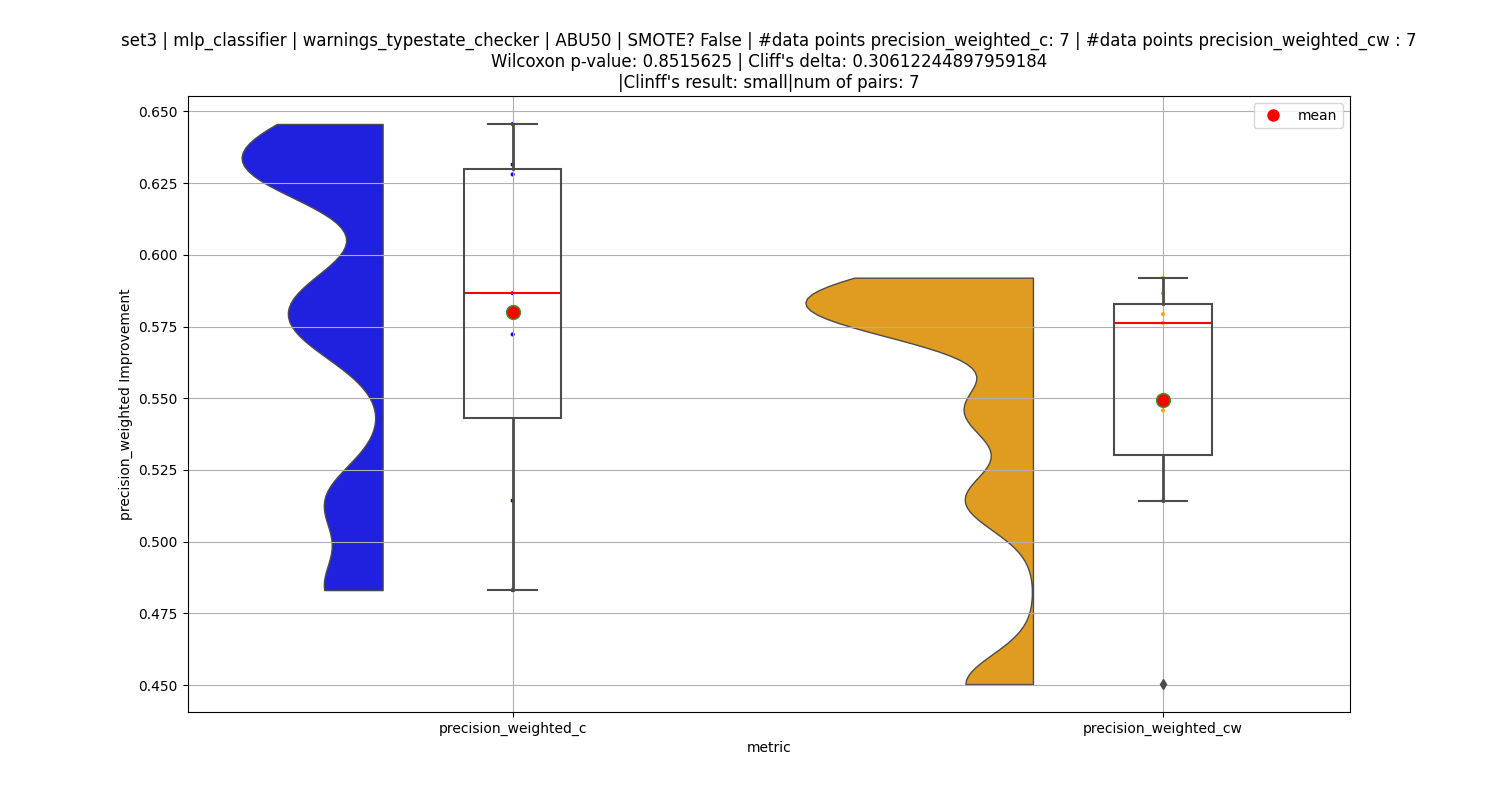 set3 | mlp_classifier | warnings_typestate_checker | ABU50 | SMOTE? False | #data points precision_weighted_c: 7 | #data points precision_weighted_cw : 7
Wilcoxon p-value: 0.8515625 | Cliff's delta: 0.30612244897959184
|Clinff's result: small|num of pairs: 7
mean
0.650
0.625
0.600
0.575
0.550
0.525
0.500
0.475
0.450
precision_weighted Improvement
precision_weighted_c
precision_weighted_cw
metric